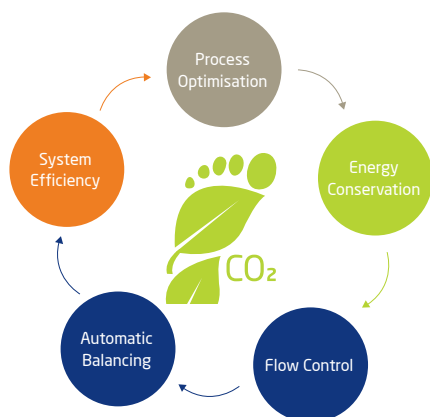 Process
Optimisation
Energy
Conservation
Flow Control
Automatic
Balancing
System
Efficiency
CO₂